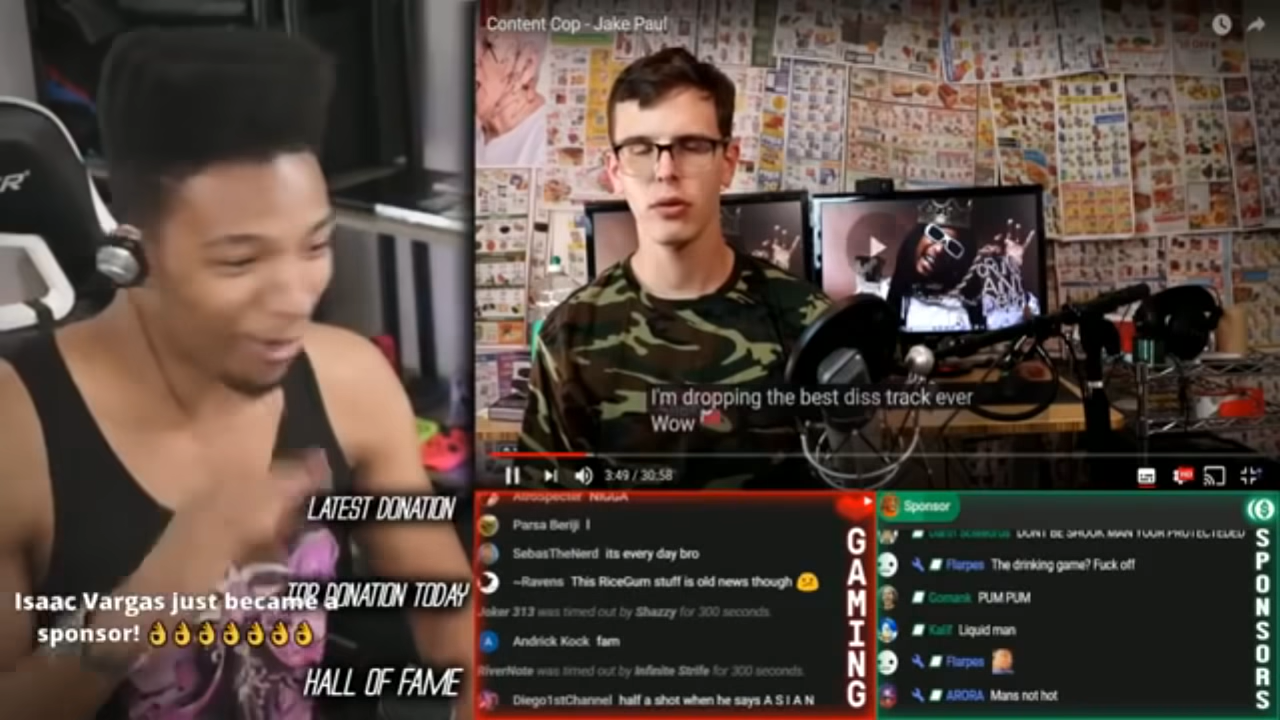 Content Cop - Jake Paul
I'm dropping the best diss track ever
Wow
3:49 / 30:58
HD
LATEST DONATION
TOP DONATION TODAY
HALL OF FAME
Isaac Vargas just became a
sponsor! 👌👌👌👌👌👌👌
Atrospecter NIGGA
Parsa Beriji I
SebasTheNerd its every day bro
~Ravens This RiceGum stuff is old news though
Joker 313 was timed out by Shazzy for 300 seconds.
Andrick Kock fam
RiverNote was timed out by Infinite Strife for 300 seconds.
Diego1stChannel half a shot when he says A S I A N
GAMING
Sponsor
DONT BE SHOOK MAN YOUR PROTECTEDED
Flarpes The drinking game? Fuck off
Gomank PUM PUM
Kalif Liquid man
Flarpes
ARORA Mans not hot
SPONSORS